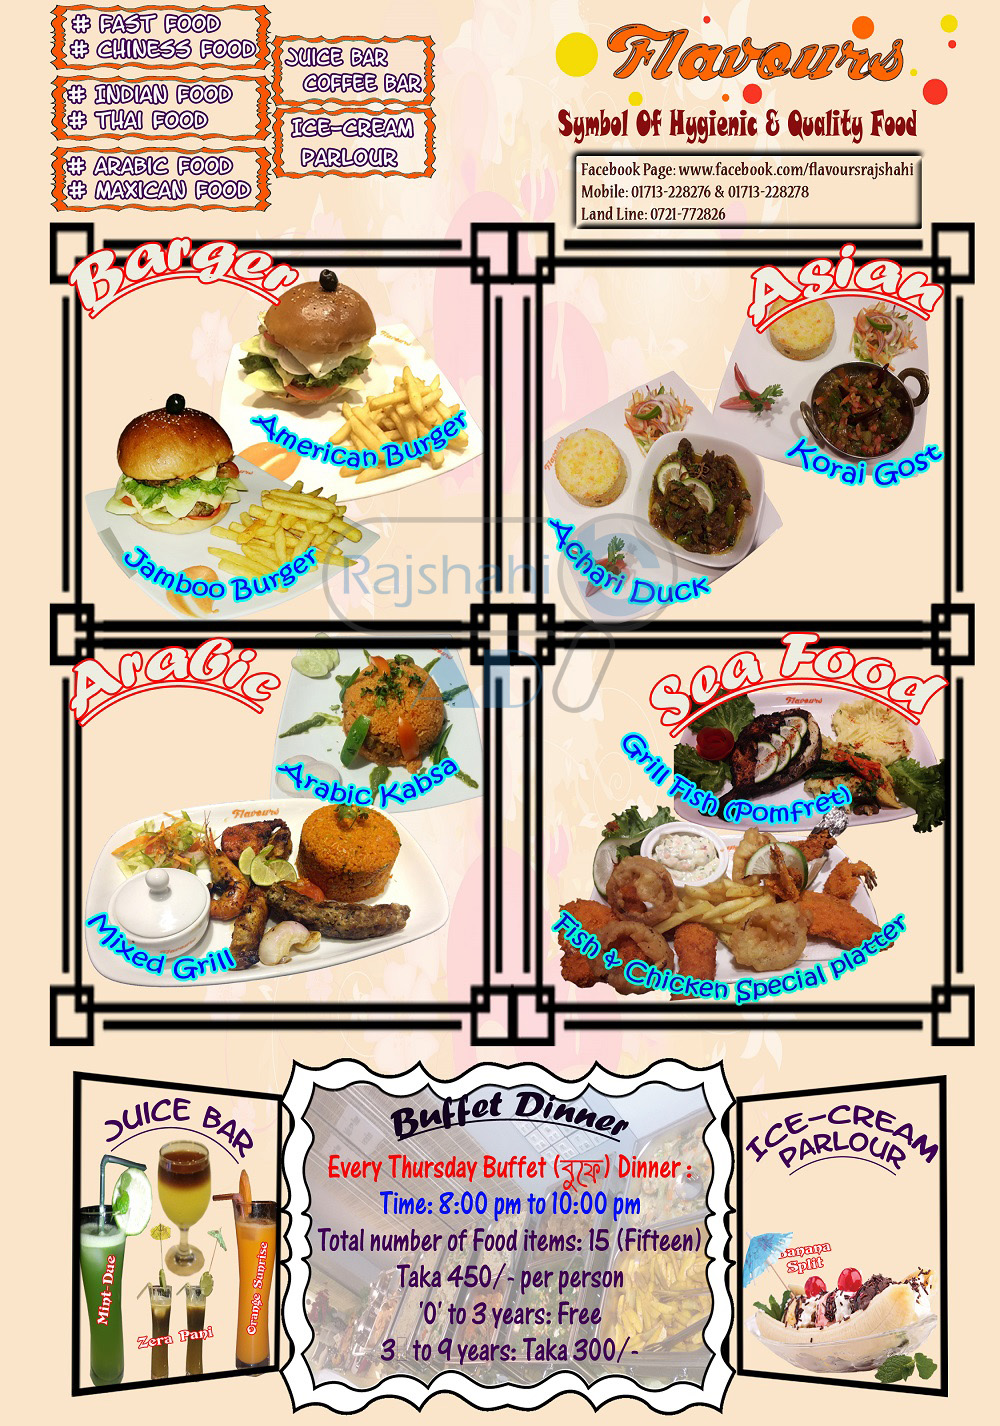 # FAST FOOD
# CHINESS FOOD
# INDIAN FOOD
# THAI FOOD
# ARABIC FOOD
# MAXICAN FOOD
JUICE BAR
COFFEE BAR
ICE-CREAM
PARLOUR
Flavours
Symbol Of Hygienic & Quality Food
Facebook Page: www.facebook.com/flavoursrajshahi
Mobile: 01713-228276 & 01713-228278
Land Line: 0721-772826
Barger
American Burger
Jamboo Burger
Asian
Korai Gost
Achari Duck
Rajshahi
AD
Arabic
Arabic Kabsa
Flavours
Mixed Grill
Sea Food
Flavours
Grill Fish (Pomfret)
Fish & Chicken Special platter
JUICE BAR
Mint-Due
Zera Pani
Orange Sunrise
Buffet Dinner
Every Thursday Buffet (বুফে) Dinner :
Time: 8:00 pm to 10:00 pm
Total number of Food items: 15 (Fifteen)
Taka 450/- per person
'0' to 3 years: Free
3 to 9 years: Taka 300/-
ICE-CREAM
PARLOUR
Banana
Split